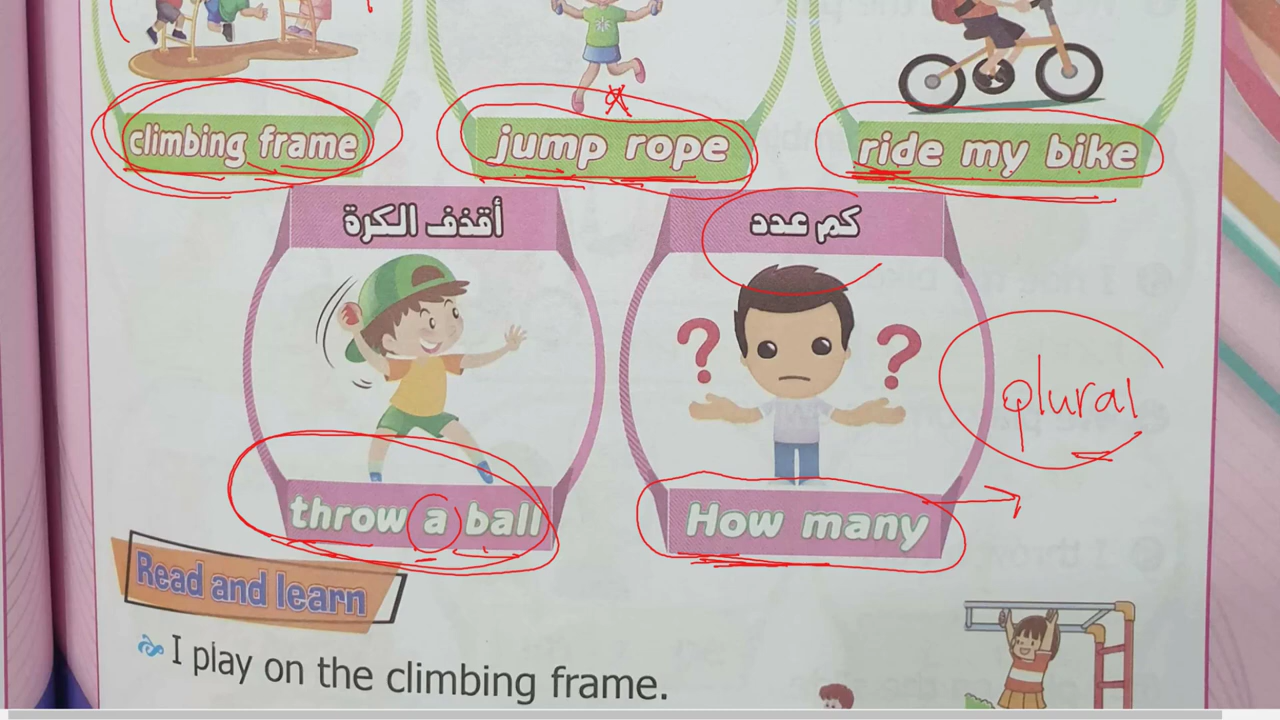 climbing frame
jump rope
ride my bike
أقذف الكرة
كم عدد
plural
throw a ball
How many
Read and learn
I play on the climbing frame.